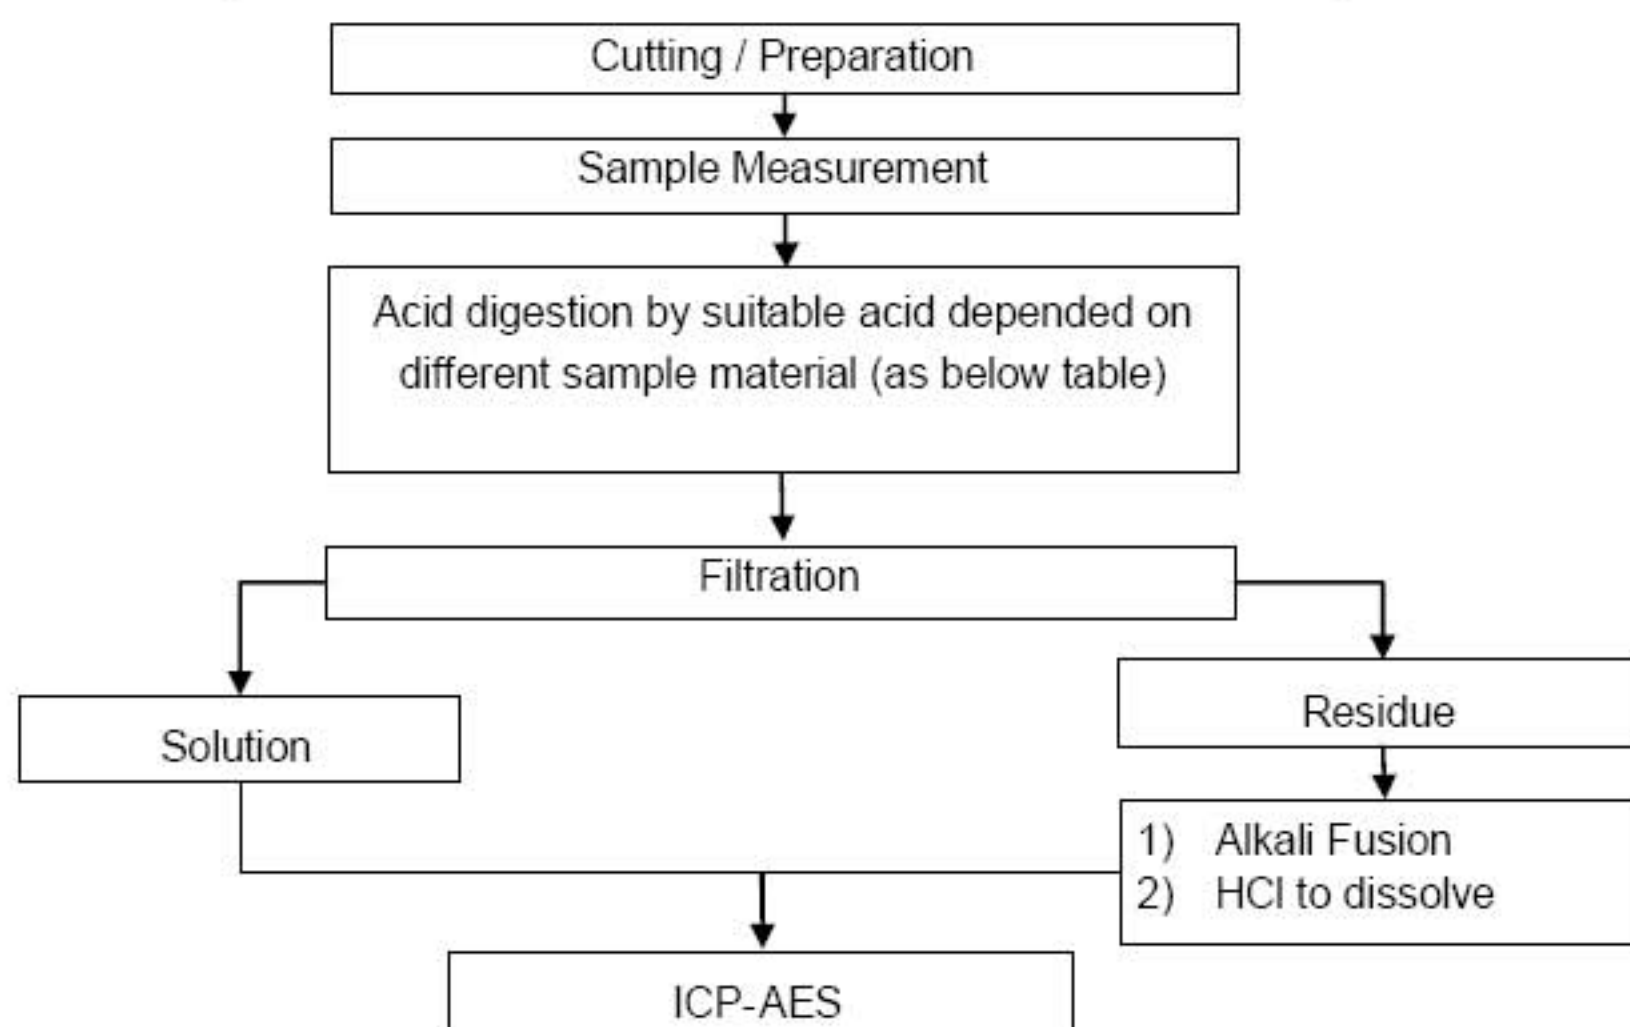 Cutting / Preparation
Sample Measurement
Acid digestion by suitable acid depended on
different sample material (as below table)
Filtration
Solution
Residue
1) Alkali Fusion
2) HCl to dissolve
ICP-AES